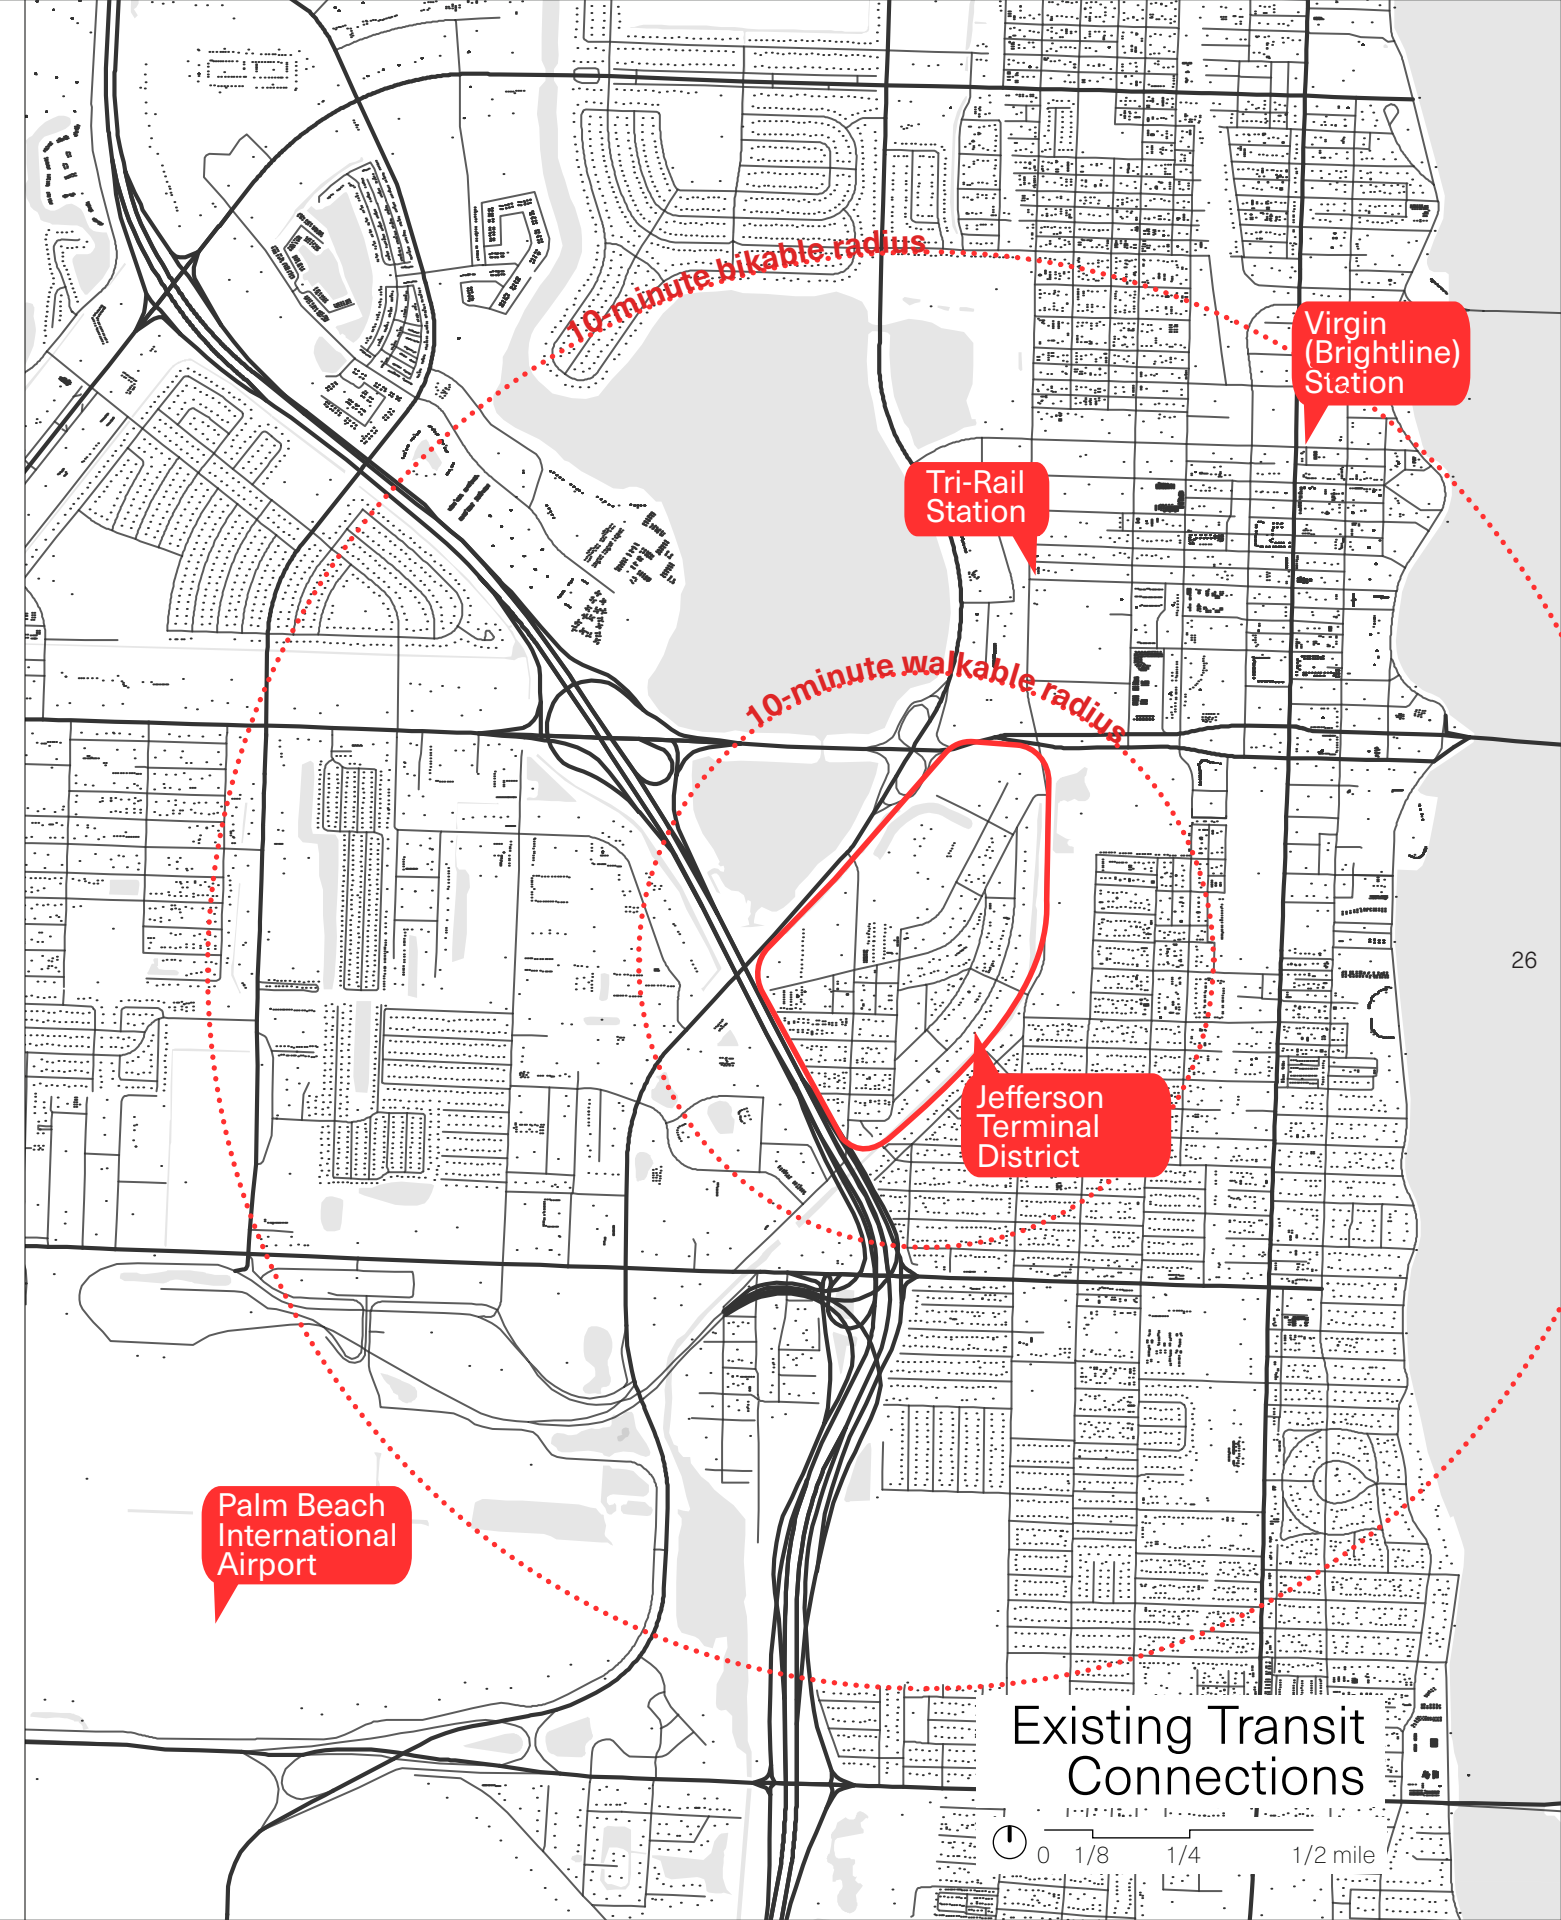 10-minute bikable radius
Virgin
(Brightline)
Station
Tri-Rail
Station
10-minute walkable radius
26
Jefferson
Terminal
District
Palm Beach
International
Airport
Existing Transit
Connections
0 1/8 1/4 1/2 mile